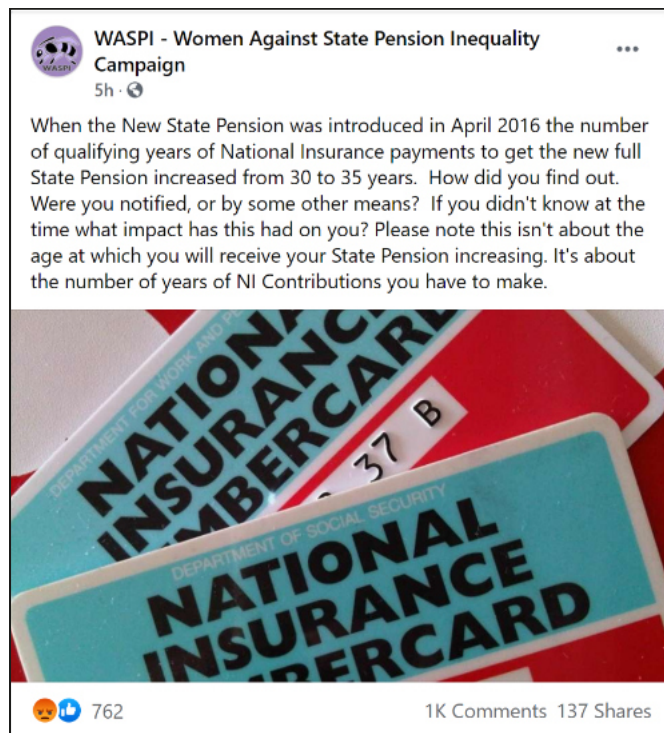 WASPI - Women Against State Pension Inequality
Campaign
WASPI
5h ·
When the New State Pension was introduced in April 2016 the number
of qualifying years of National Insurance payments to get the new full
State Pension increased from 30 to 35 years.  How did you find out.
Were you notified, or by some other means?  If you didn't know at the
time what impact has this had on you? Please note this isn't about the
age at which you will receive your State Pension increasing. It's about
the number of years of NI Contributions you have to make.
DEPARTMENT FOR WORK AND PE
NATIONA
INSURANC
MBERCARD
37 B
DEPARTMENT OF SOCIAL SECURITY
NATIONAL
INSURANCE
MBERCARD
762
1K Comments 137 Shares